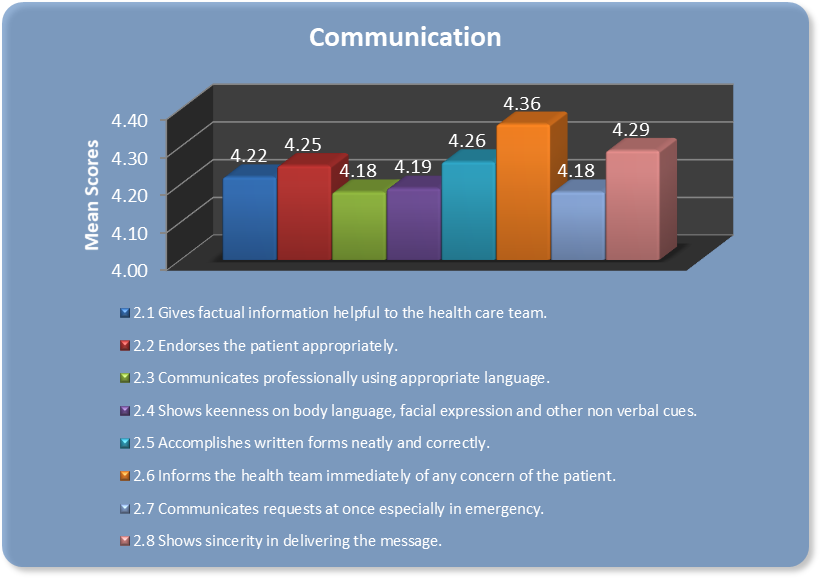 Communication
4.40
4.30
4.20
4.10
4.00
Mean Scores
4.22
4.25
4.18
4.19
4.26
4.36
4.18
4.29
2.1 Gives factual information helpful to the health care team.
2.2 Endorses the patient appropriately.
2.3 Communicates professionally using appropriate language.
2.4 Shows keenness on body language, facial expression and other non verbal cues.
2.5 Accomplishes written forms neatly and correctly.
2.6 Informs the health team immediately of any concern of the patient.
2.7 Communicates requests at once especially in emergency.
2.8 Shows sincerity in delivering the message.